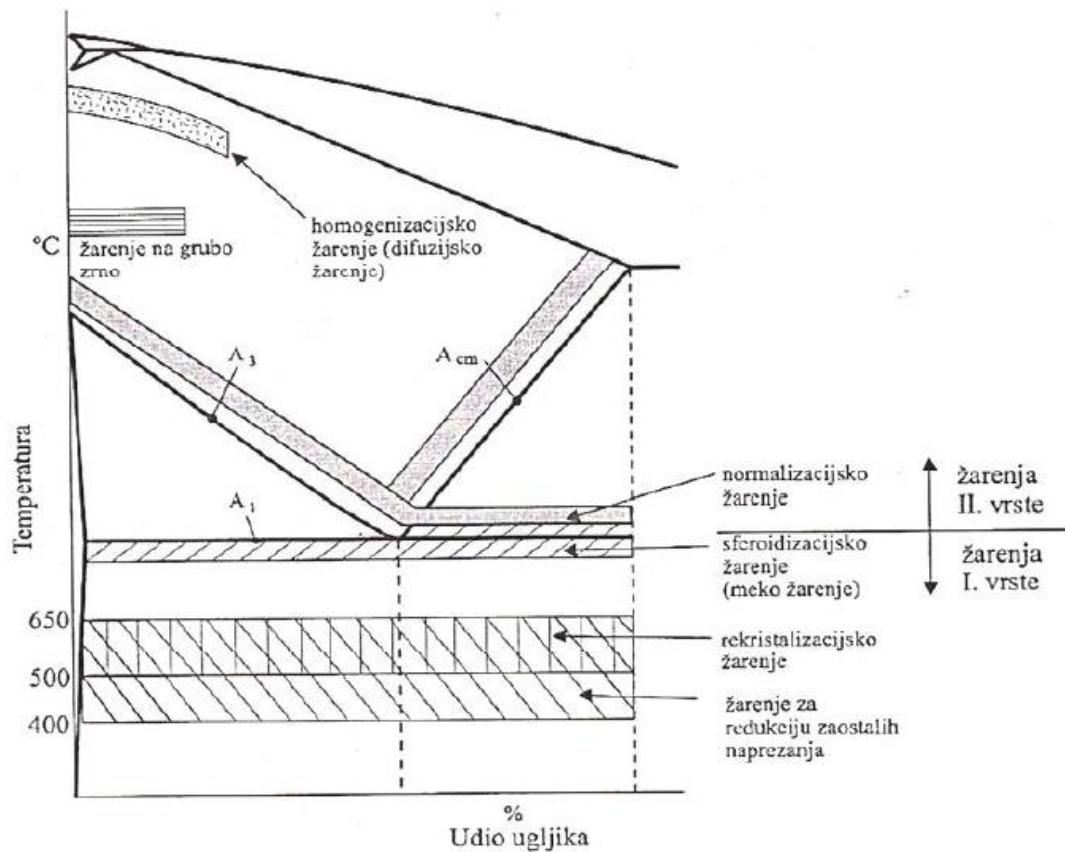 homogenizacijsko
žarenje (difuzijsko
žarenje)
°C
žarenje na grubo
zrno
A3
Acm
Temperatura
A1
normalizacijsko
žarenje
žarenja
II. vrste
sferoidizacijsko
žarenje
(meko žarenje)
žarenja
I. vrste
650
rekristalizacijsko
žarenje
500
400
žarenje za
redukciju zaostalih
naprezanja
%
Udio ugljika